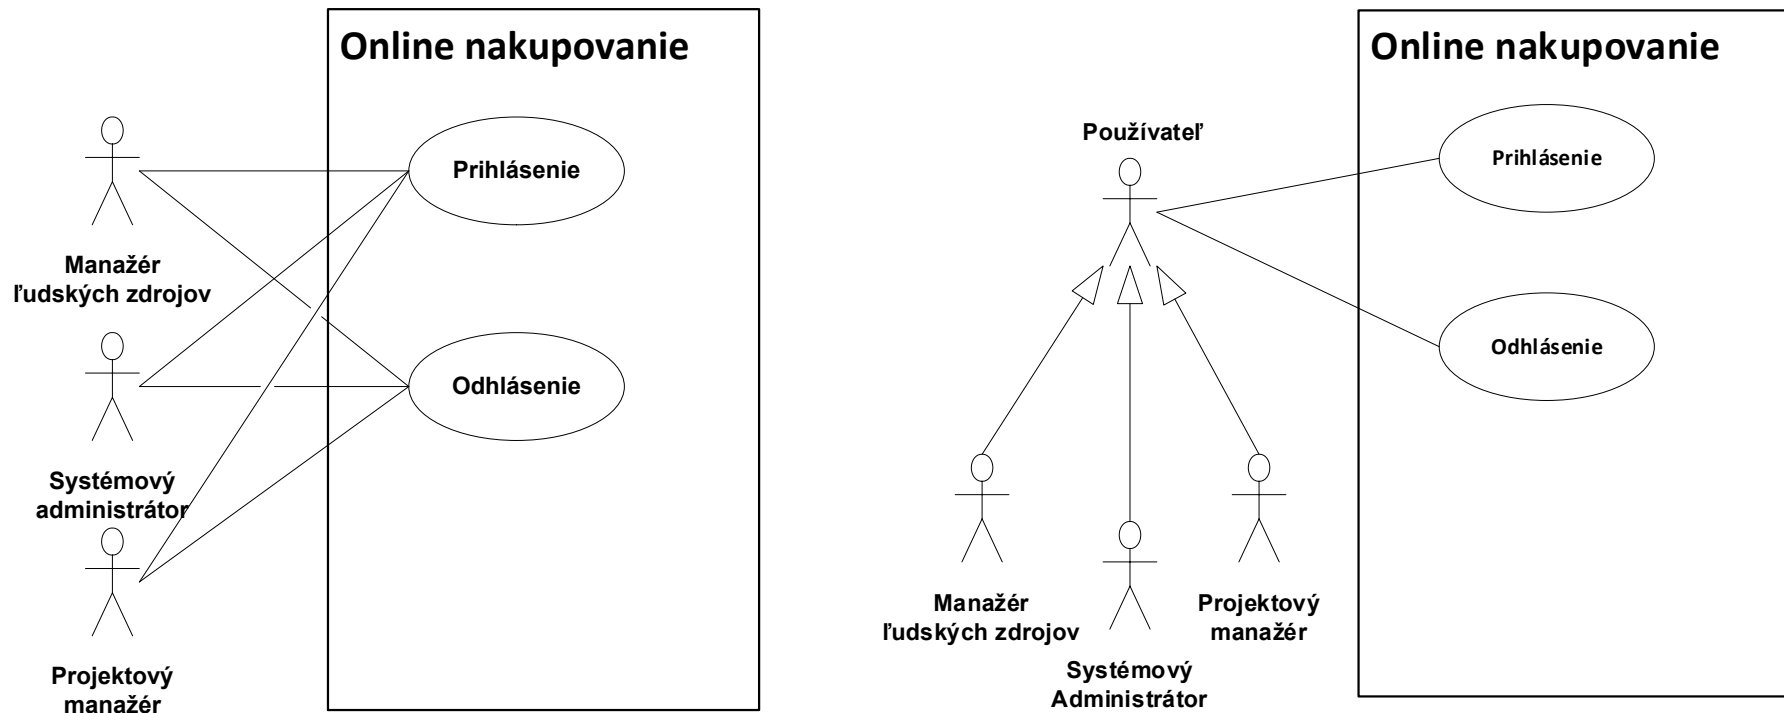 Online nakupovanie
Prihlásenie
Manažér
ľudských zdrojov
Odhlásenie
Systémový
administrátor
Projektový
manažér
Online nakupovanie
Používateľ
Prihlásenie
Odhlásenie
Manažér
ľudských zdrojov
Projektový
manažér
Systémový
Administrátor